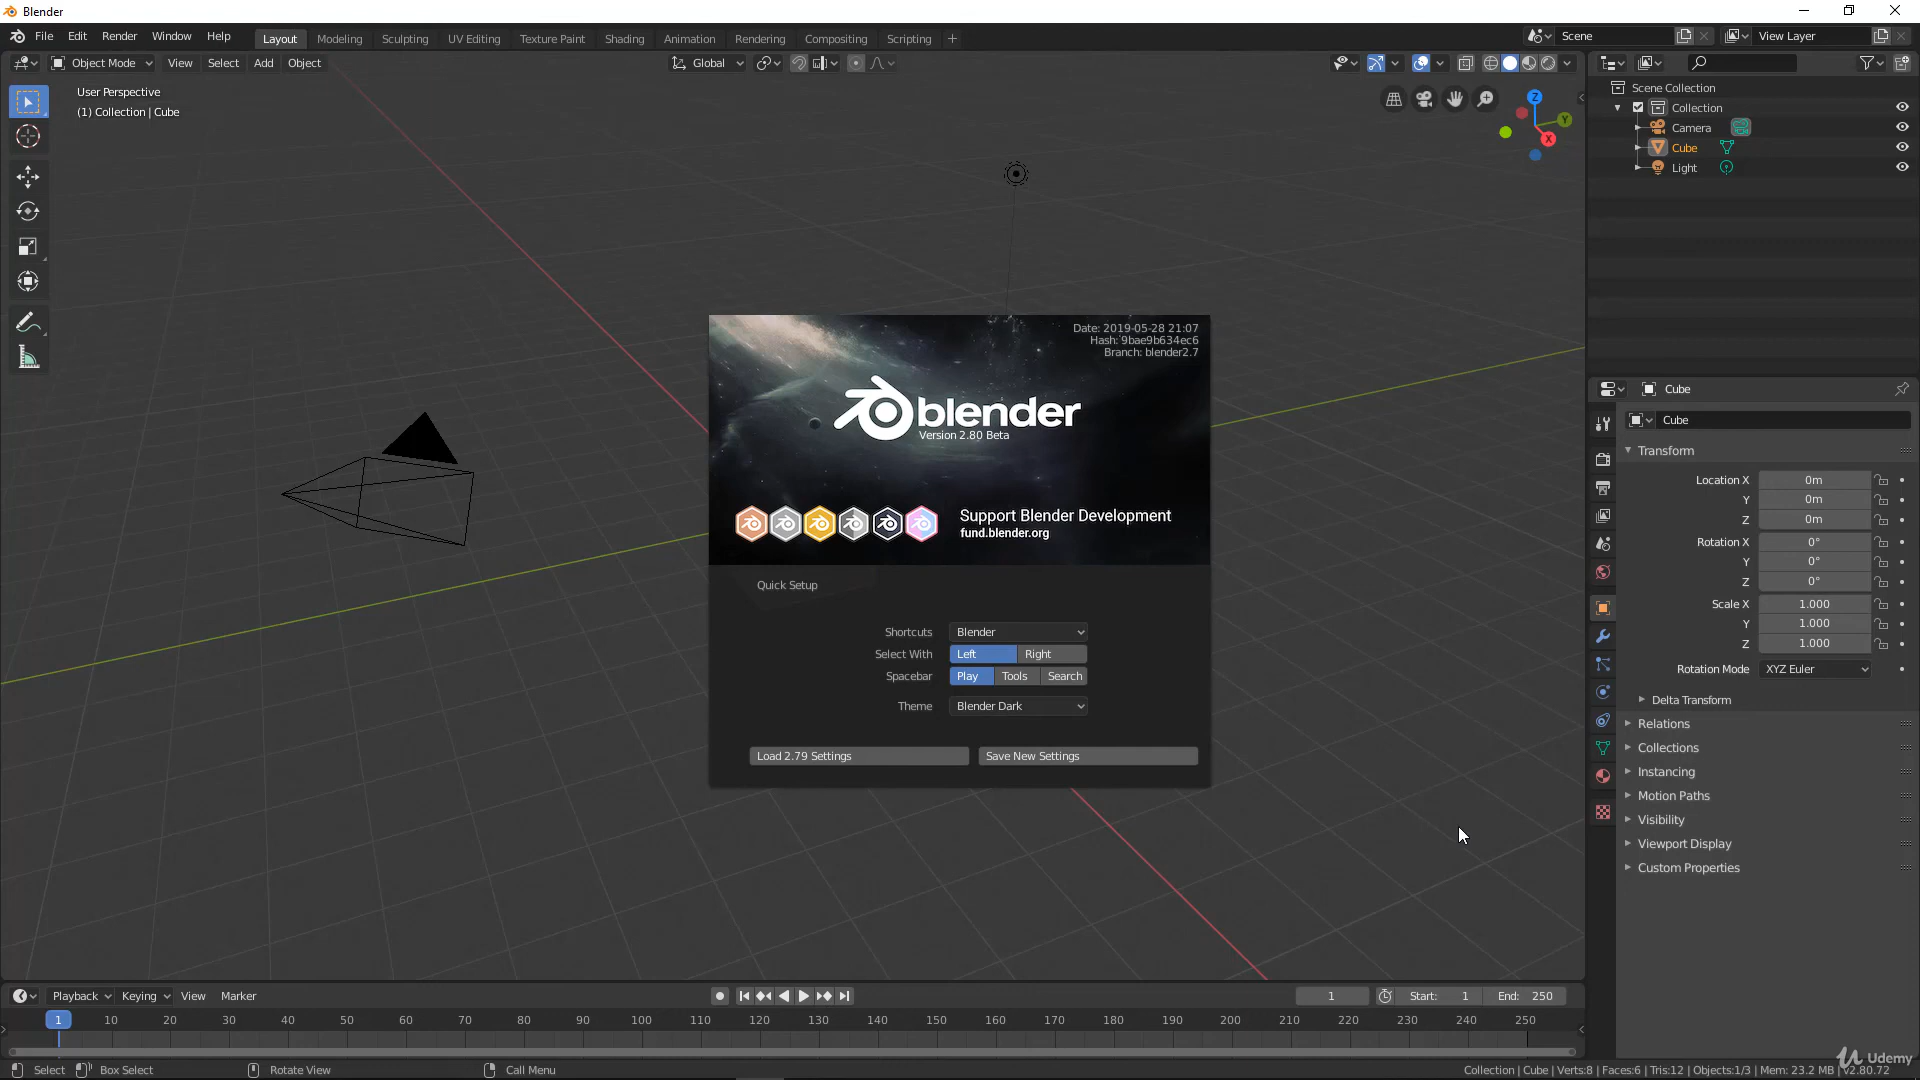 Blender
File Edit Render Window Help
Layout Modeling Sculpting UV Editing Texture Paint Shading Animation Rendering Compositing Scripting +
Scene
View Layer
Object Mode View Select Add Object
Global
User Perspective
(1) Collection | Cube
Z
Y
X
Scene Collection
Collection
Camera
Cube
Light
Date: 2019-05-28 21:07
Hash: 9bae9b634ec6
Branch: blender2.7
blender
Version 2.80 Beta
Support Blender Development
fund.blender.org
Quick Setup
Shortcuts Blender
Select With Left Right
Spacebar Play Tools Search
Theme Blender Dark
Load 2.79 Settings Save New Settings
Cube
Cube
Transform
Location X 0m
Y 0m
Z 0m
Rotation X 0°
Y 0°
Z 0°
Scale X 1.000
Y 1.000
Z 1.000
Rotation Mode XYZ Euler
Delta Transform
Relations
Collections
Instancing
Motion Paths
Visibility
Viewport Display
Custom Properties
Playback Keying View Marker
1 Start: 1 End: 250
1 10 20 30 40 50 60 70 80 90 100 110 120 130 140 150 160 170 180 190 200 210 220 230 240 250
Select Box Select Rotate View Call Menu
Collection | Cube | Verts:8 | Faces:6 | Tris:12 | Objects:1/3 | Mem: 23.2 MB | v2.80.72
Udemy